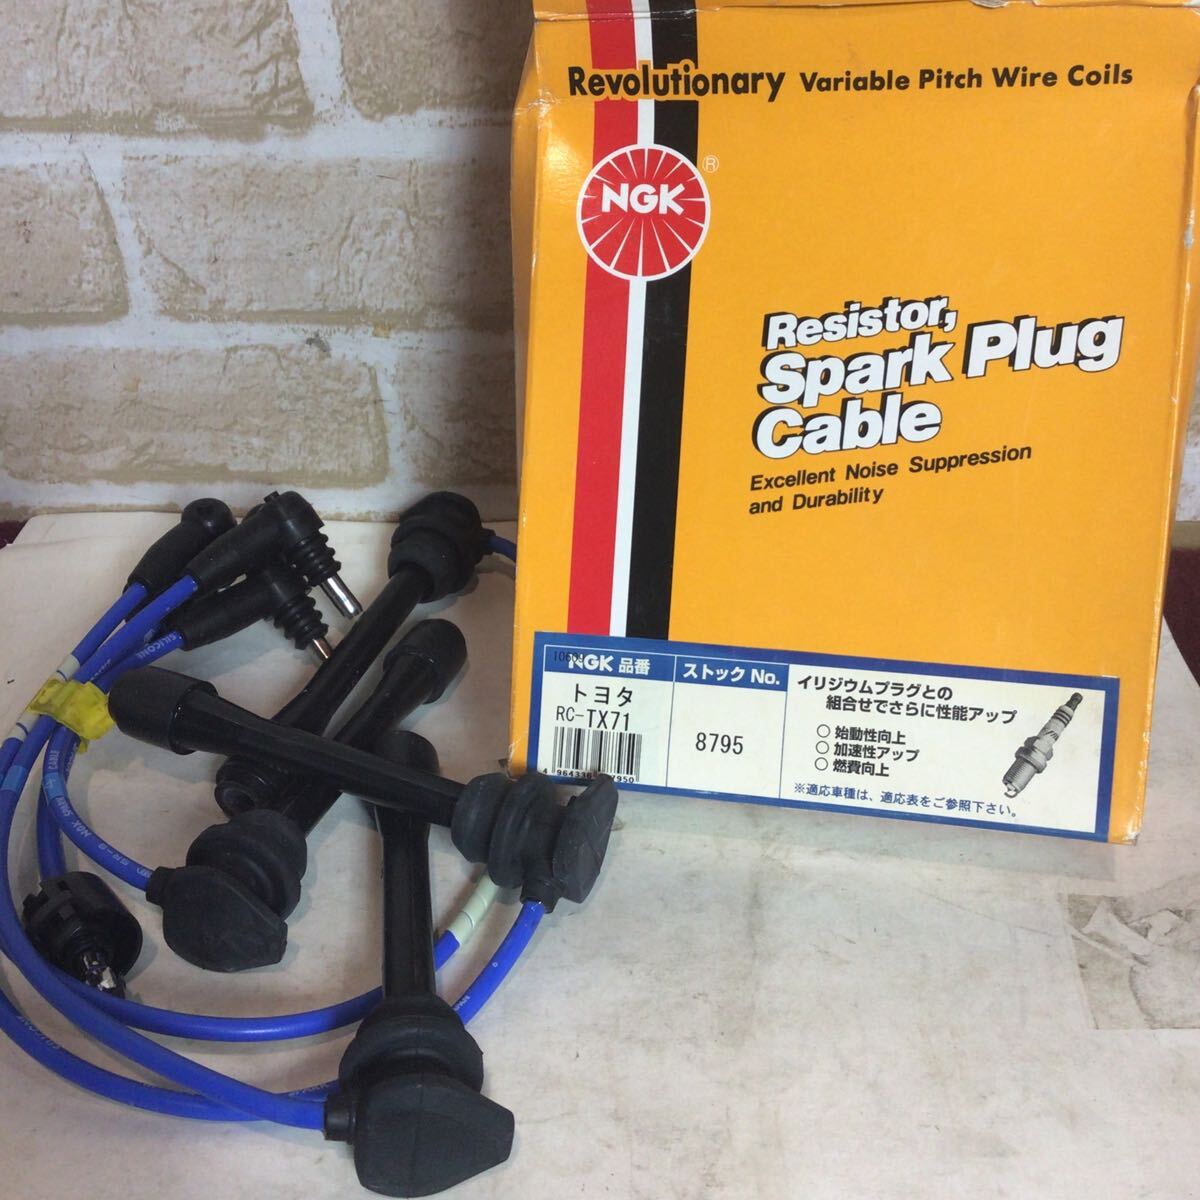 Revolutionary Variable Pitch Wire Coils
NGK
®
Resistor,
Spark Plug
Cable
Excellent Noise Suppression
and Durability
NGK 品番
トヨタ
RC-TX71
ストック No.
8795
イリジウムプラグとの
組合せでさらに性能アップ
○ 始動性向上
○ 加速性アップ
○ 燃費向上
※適応車種は、適応表をご参照下さい。
SILICONE
CABLE